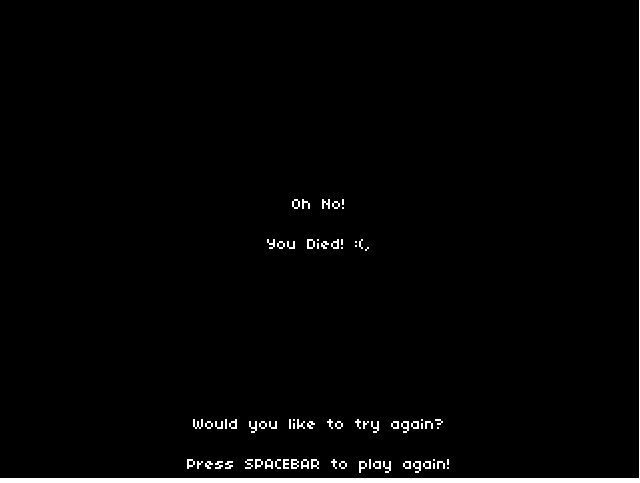 Oh No!
You Died! :(,
Would you like to try again?
Press SPACEBAR to play again!